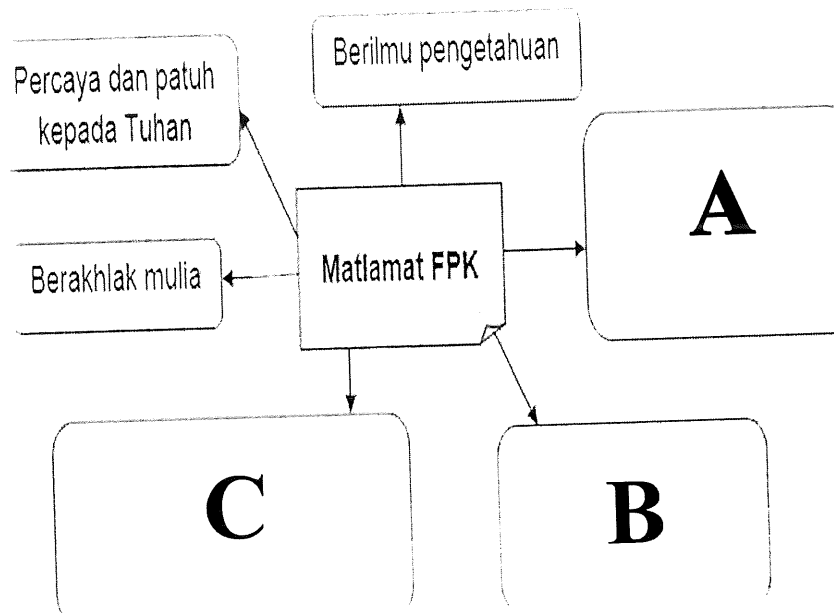 Berilmu pengetahuan
Percaya dan patuh
kepada Tuhan
A
Matlamat FPK
Berakhlak mulia
C
B